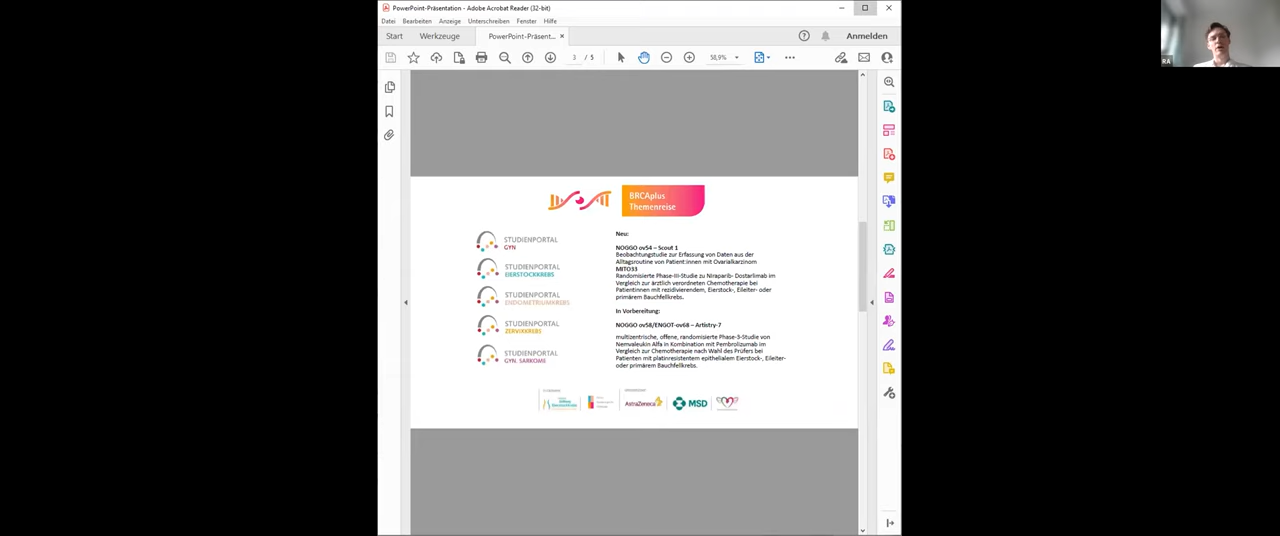 PowerPoint-Präsentation - Adobe Acrobat Reader (32-bit)
Datei Bearbeiten Anzeige Unterschreiben Fenster Hilfe
Start Werkzeuge PowerPoint-Präsent... × Anmelden
3 / 5 58,9%
RA
BRCAplus
Themenreise
STUDIENPORTAL
GYN
STUDIENPORTAL
EIERSTOCKKREBS
STUDIENPORTAL
ENDOMETRIUMKREBS
STUDIENPORTAL
ZERVIXKREBS
STUDIENPORTAL
GYN. SARKOME
Neu:
NOGGO ov54 – Scout 1
Beobachtungstudie zur Erfassung von Daten aus der
Alltagsroutine von Patient:innen mit Ovarialkarzinom
MITO33
Randomisierte Phase-III-Studie zu Niraparib- Dostarlimab im
Vergleich zur ärztlich verordneten Chemotherapie bei
Patientinnen mit rezidivierendem, Eierstock-, Eileiter- oder
primärem Bauchfellkrebs.
In Vorbereitung:
NOGGO ov58/ENGOT-ov68 – Artistry-7
multizentrische, offene, randomisierte Phase-3-Studie von
Nemvaleukin Alfa in Kombination mit Pembrolizumab im
Vergleich zur Chemotherapie nach Wahl des Prüfers bei
Patienten mit platinresistentem epithelialem Eierstock-, Eileiter-
oder primärem Bauchfellkrebs.
AstraZeneca
MSD